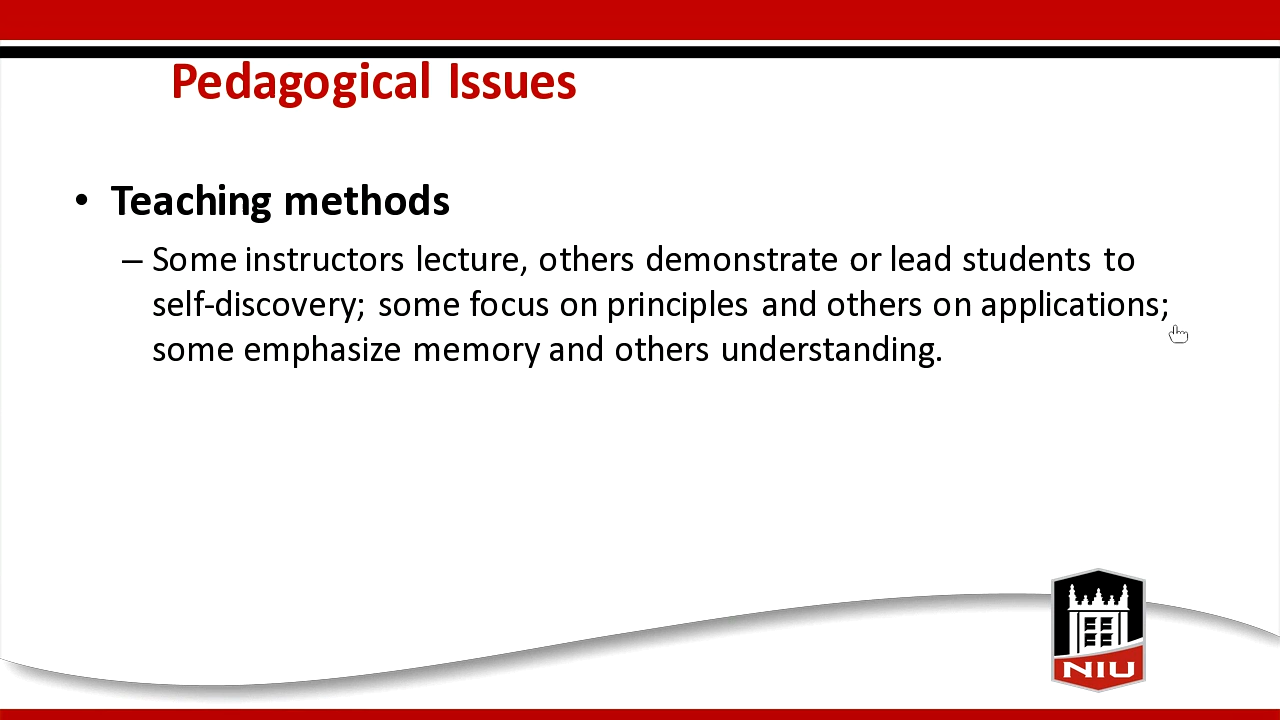 Pedagogical Issues
• Teaching methods
– Some instructors lecture, others demonstrate or lead students to
self-discovery; some focus on principles and others on applications;
some emphasize memory and others understanding.
NIU